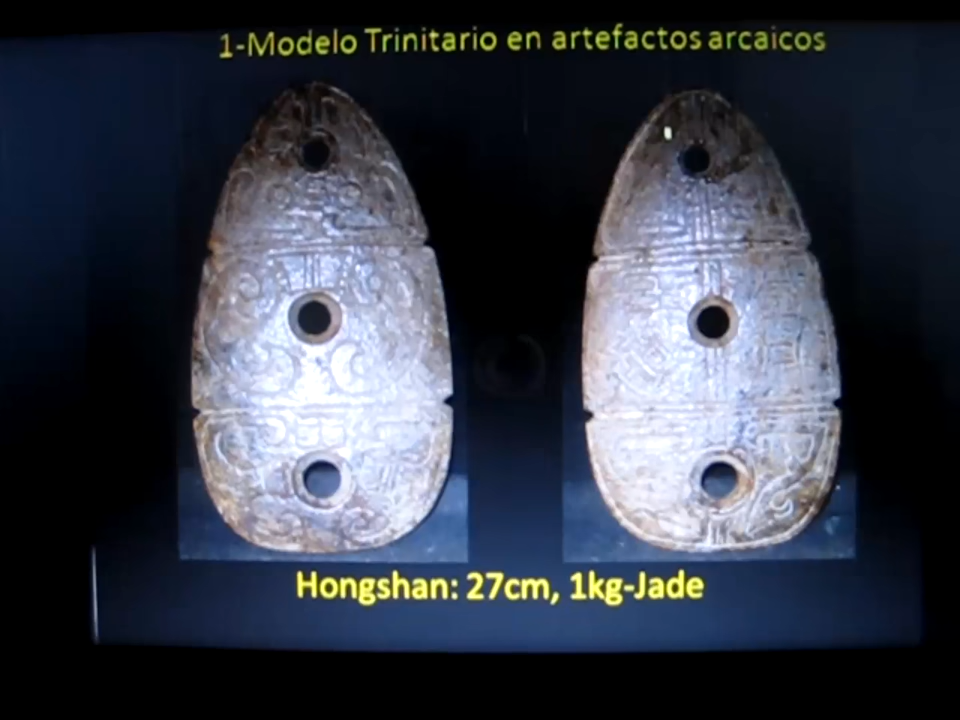 1-Modelo Trinitario en artefactos arcaicos
Hongshan: 27cm, 1kg-Jade